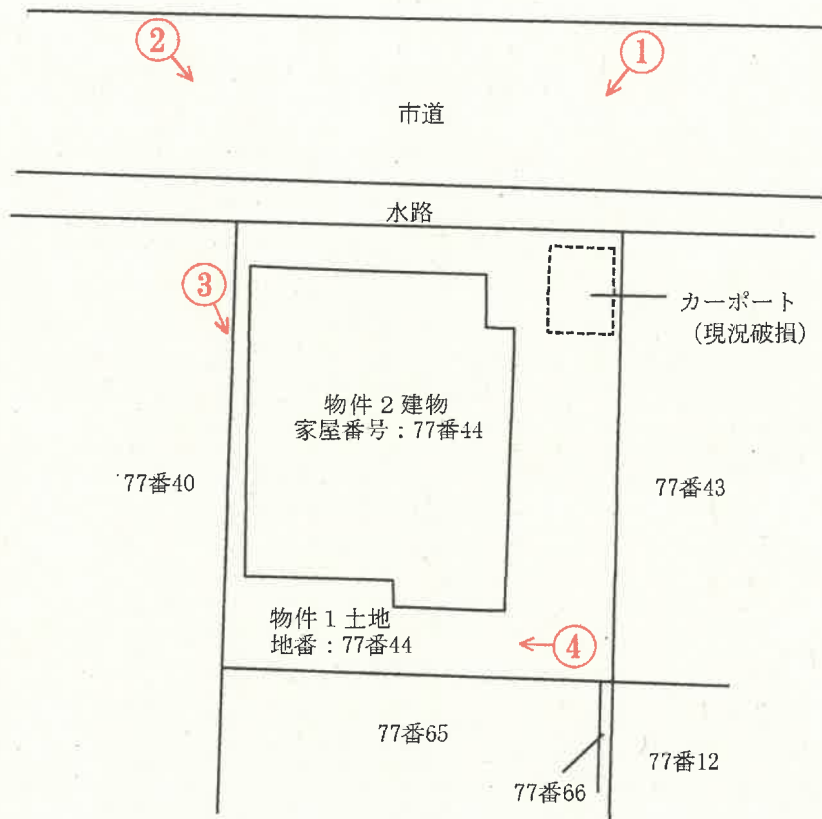 ②
①
市道
水路
③
カーポート
(現況破損)
物件2建物
家屋番号:77番44
77番40
77番43
物件1土地
地番:77番44
④
77番65
77番12
77番66